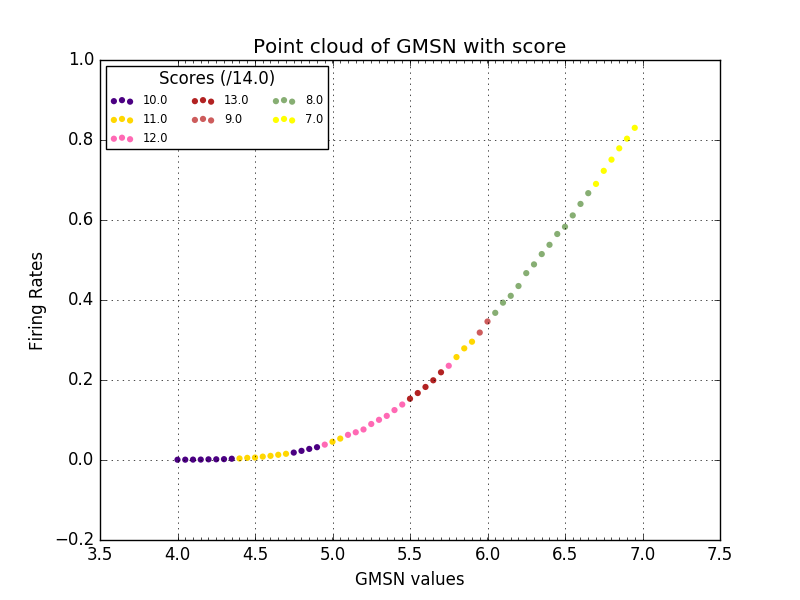 Point cloud of GMSN with score
Scores (/14.0)
10.0 13.0 8.0
11.0 9.0 7.0
12.0
1.0
0.8
0.6
0.4
0.2
0.0
−0.2
Firing Rates
3.5 4.0 4.5 5.0 5.5 6.0 6.5 7.0 7.5
GMSN values